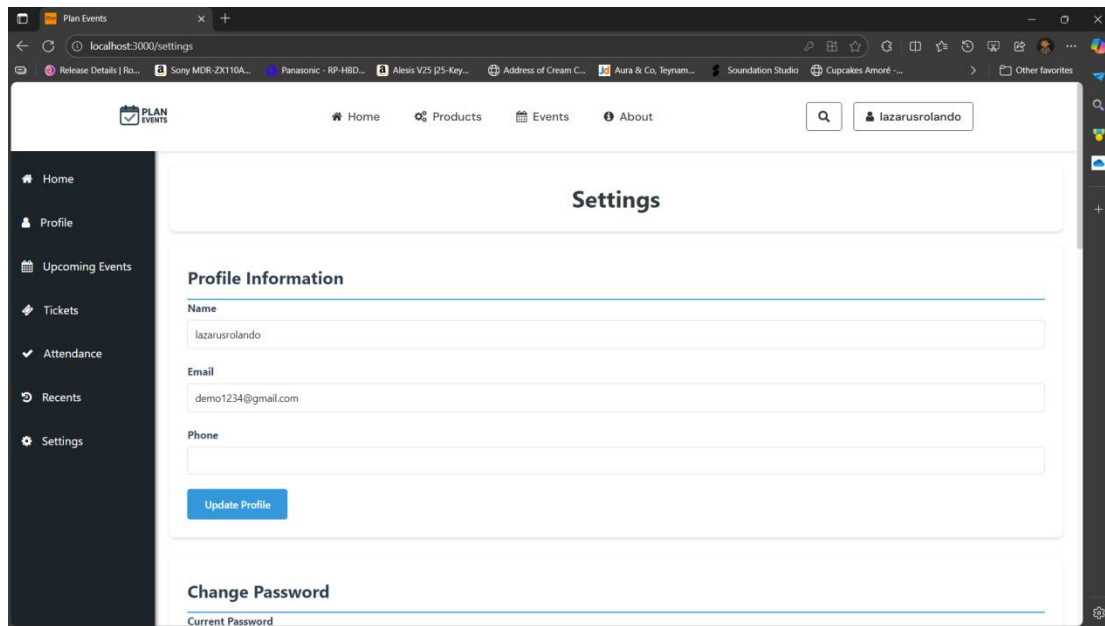 Plan Events
localhost:3000/settings
Release Details | Ro...
Sony MDR-ZX110A...
Panasonic - RP-HBD...
Alesis V25 |25-Key...
Address of Cream C...
Aura & Co, Teynam...
Soundation Studio
Cupcakes Amoré -...
Other favorites
PLAN
EVENTS
Home
Products
Events
About
lazarusrolando
Home
Profile
Upcoming Events
Tickets
Attendance
Recents
Settings
Settings
Profile Information
Name
lazarusrolando
Email
demo1234@gmail.com
Phone
Update Profile
Change Password
Current Password